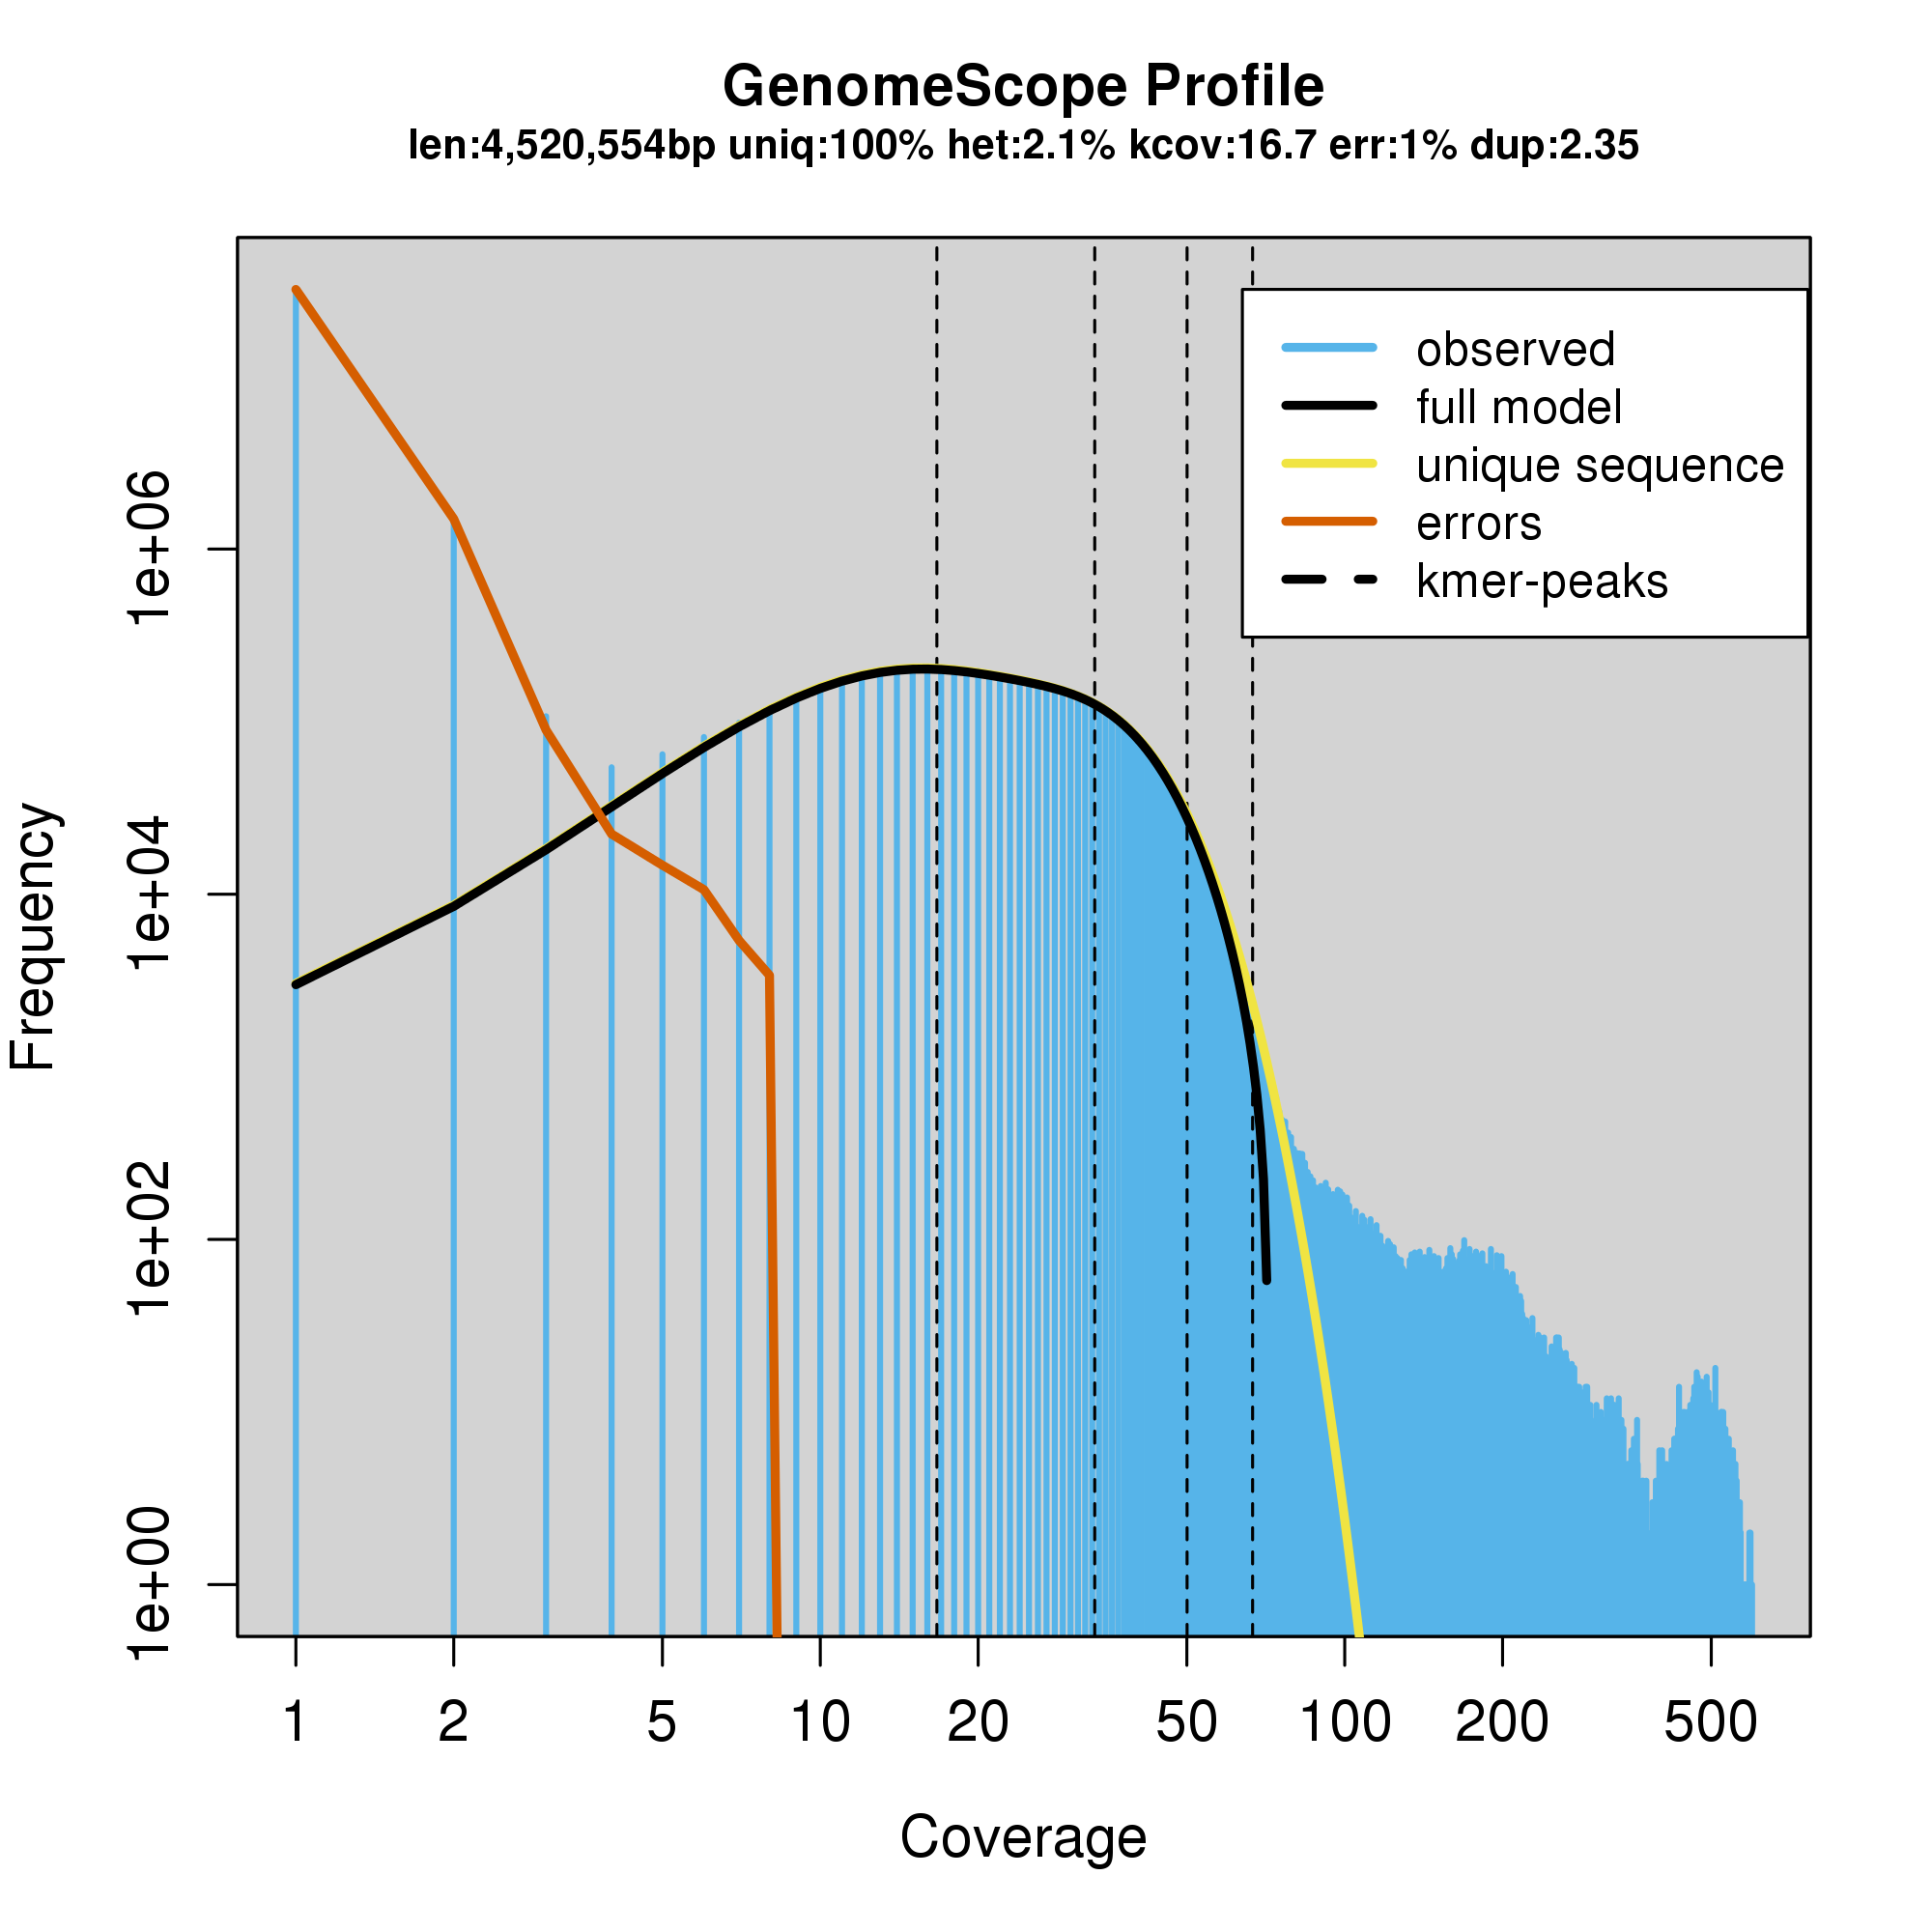 GenomeScope Profile
len:4,520,554bp uniq:100% het:2.1% kcov:16.7 err:1% dup:2.35
observed
full model
unique sequence
errors
kmer-peaks
Frequency
1e+06
1e+04
1e+02
1e+00
1 2 5 10 20 50 100 200 500
Coverage